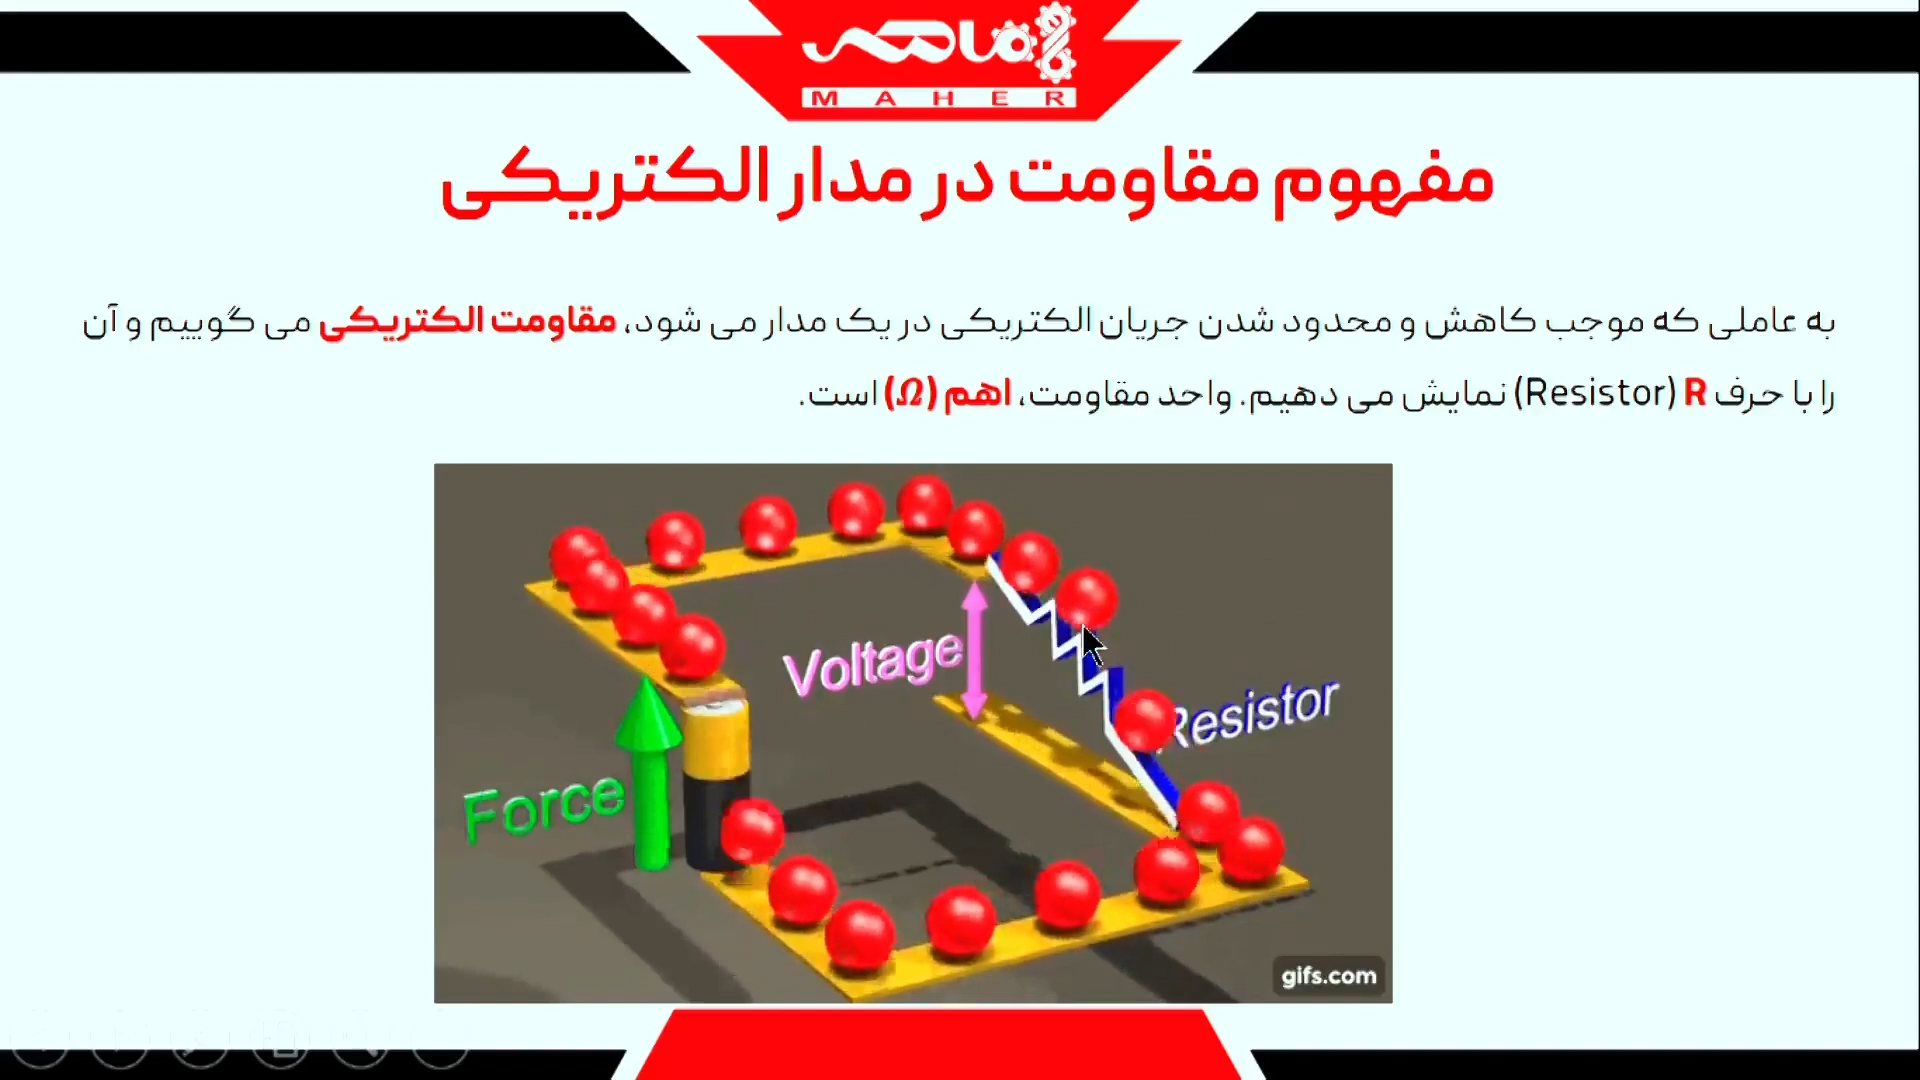 ماهر
MAHER
مفهوم مقاومت در مدار الکتریکی
به عاملی که موجب کاهش و محدود شدن جریان الکتریکی در یک مدار می شود، مقاومت الکتریکی می گوییم و آن
را با حرف R (Resistor) نمایش می دهیم. واحد مقاومت، اهم (Ω) است.
Voltage
Resistor
Force
gifs.com